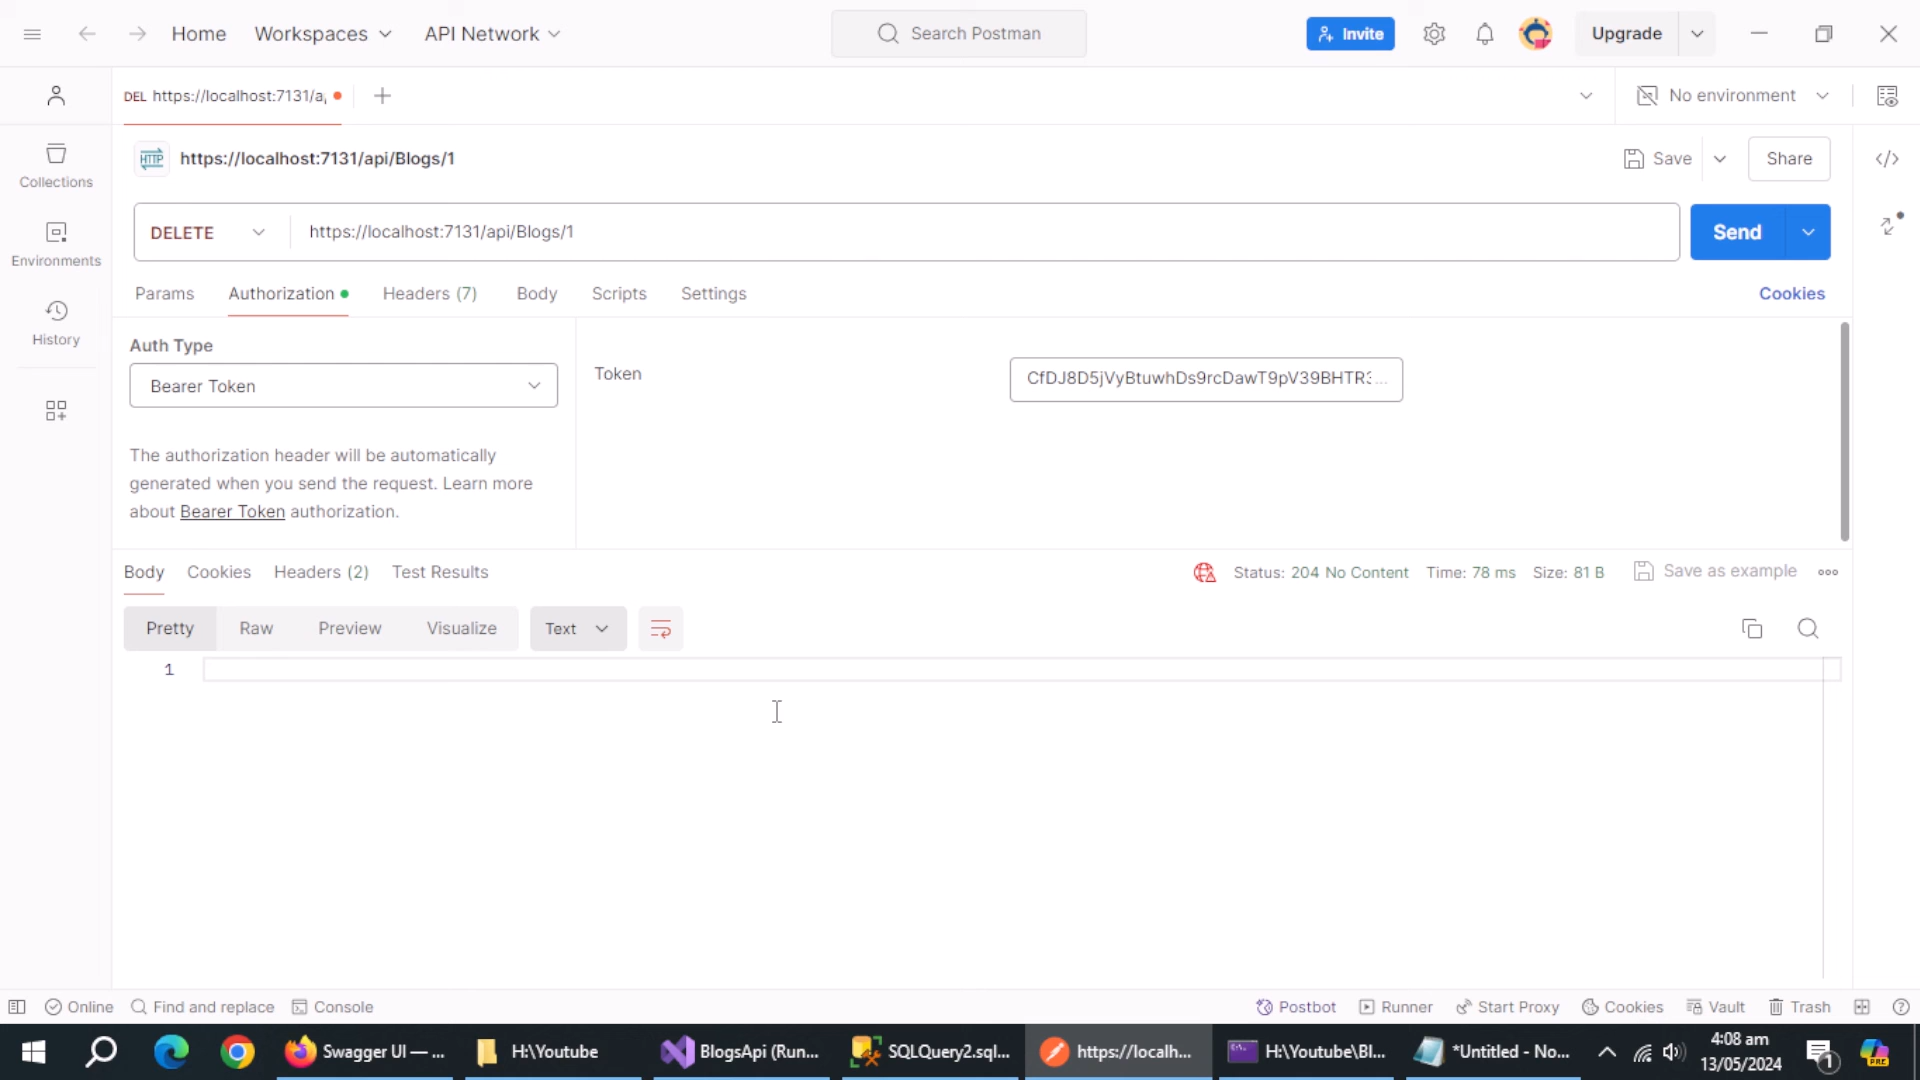 Home Workspaces API Network Search Postman Invite Upgrade
DEL https://localhost:7131/a No environment
HTTP https://localhost:7131/api/Blogs/1 Save Share
Collections
DELETE https://localhost:7131/api/Blogs/1 Send
Environments
Params Authorization Headers (7) Body Scripts Settings Cookies
History
Auth Type
Bearer Token
Token CfDJ8D5jVyBtuwhDs9rcDawT9pV39BHTR3...
The authorization header will be automatically
generated when you send the request. Learn more
about Bearer Token authorization.
Body Cookies Headers (2) Test Results Status: 204 No Content Time: 78 ms Size: 81 B Save as example
Pretty Raw Preview Visualize Text
1
Online Find and replace Console Postbot Runner Start Proxy Cookies Vault Trash
Swagger UI — ... H:\Youtube BlogsApi (Run... SQLQuery2.sql... https://localh... H:\Youtube\Bl... *Untitled - No... 4:08 am
13/05/2024
1
PRE